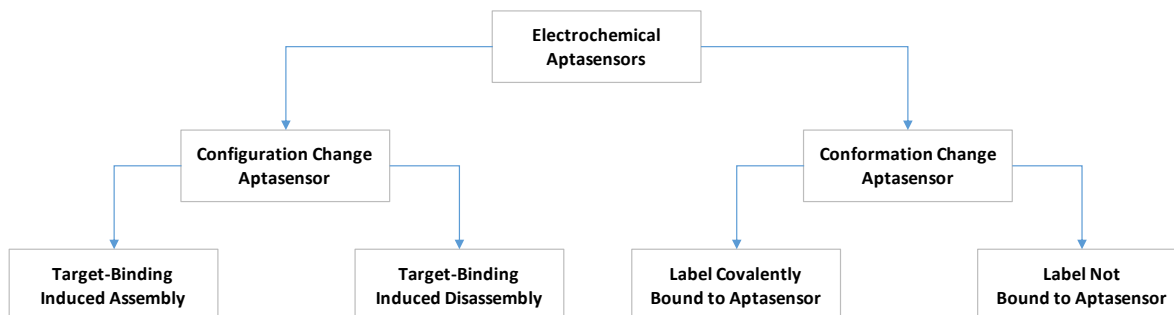 Electrochemical
Aptasensors
Configuration Change
Aptasensor
Conformation Change
Aptasensor
Target-Binding
Induced Assembly
Target-Binding
Induced Disassembly
Label Covalently
Bound to Aptasensor
Label Not
Bound to Aptasensor